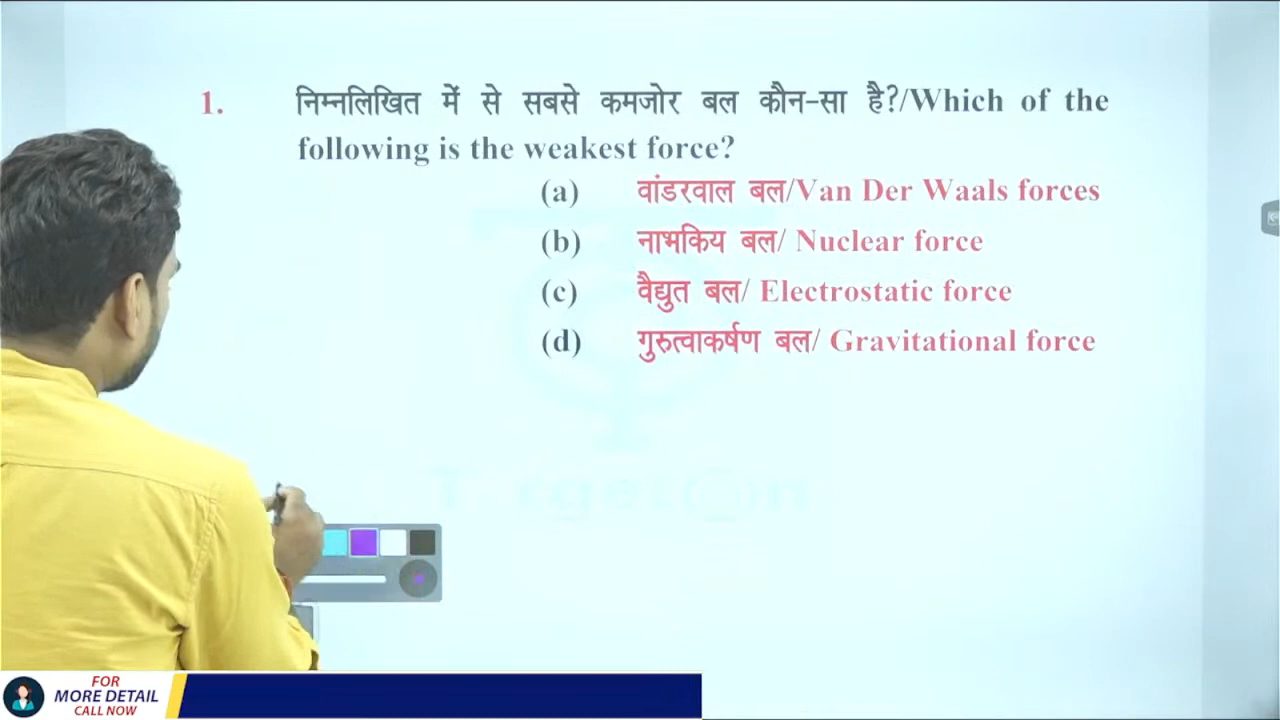 1. निम्नलिखित में से सबसे कमजोर बल कौन-सा है?/Which of the
following is the weakest force?
(a) वांडरवाल बल/Van Der Waals forces
(b) नाभकिय बल/ Nuclear force
(c) वैद्युत बल/ Electrostatic force
(d) गुरुत्वाकर्षण बल/ Gravitational force
FOR
MORE DETAIL
CALL NOW